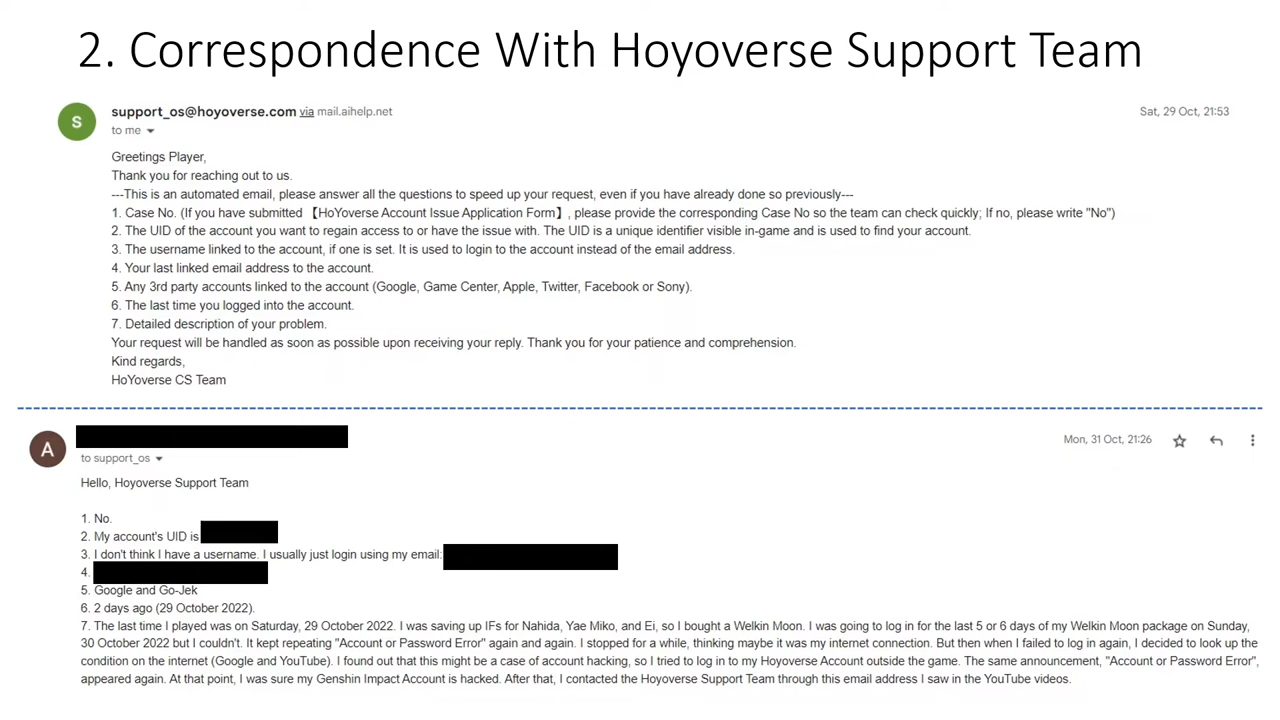 2. Correspondence With Hoyoverse Support Team
S
support_os@hoyoverse.com via mail.aihelp.net
Sat, 29 Oct, 21:53
to me
Greetings Player,
Thank you for reaching out to us.
---This is an automated email, please answer all the questions to speed up your request, even if you have already done so previously---
1. Case No. (If you have submitted 【HoYoverse Account Issue Application Form】, please provide the corresponding Case No so the team can check quickly; If no, please write "No")
2. The UID of the account you want to regain access to or have the issue with. The UID is a unique identifier visible in-game and is used to find your account.
3. The username linked to the account, if one is set. It is used to login to the account instead of the email address.
4. Your last linked email address to the account.
5. Any 3rd party accounts linked to the account (Google, Game Center, Apple, Twitter, Facebook or Sony).
6. The last time you logged into the account.
7. Detailed description of your problem.
Your request will be handled as soon as possible upon receiving your reply. Thank you for your patience and comprehension.
Kind regards,
HoYoverse CS Team
A
Mon, 31 Oct, 21:26
to support_os
Hello, Hoyoverse Support Team
1. No.
2. My account's UID is
3. I don't think I have a username. I usually just login using my email:
4.
5. Google and Go-Jek
6. 2 days ago (29 October 2022).
7. The last time I played was on Saturday, 29 October 2022. I was saving up IFs for Nahida, Yae Miko, and Ei, so I bought a Welkin Moon. I was going to log in for the last 5 or 6 days of my Welkin Moon package on Sunday,
30 October 2022 but I couldn't. It kept repeating "Account or Password Error" again and again. I stopped for a while, thinking maybe it was my internet connection. But then when I failed to log in again, I decided to look up the
condition on the internet (Google and YouTube). I found out that this might be a case of account hacking, so I tried to log in to my Hoyoverse Account outside the game. The same announcement, "Account or Password Error",
appeared again. At that point, I was sure my Genshin Impact Account is hacked. After that, I contacted the Hoyoverse Support Team through this email address I saw in the YouTube videos.